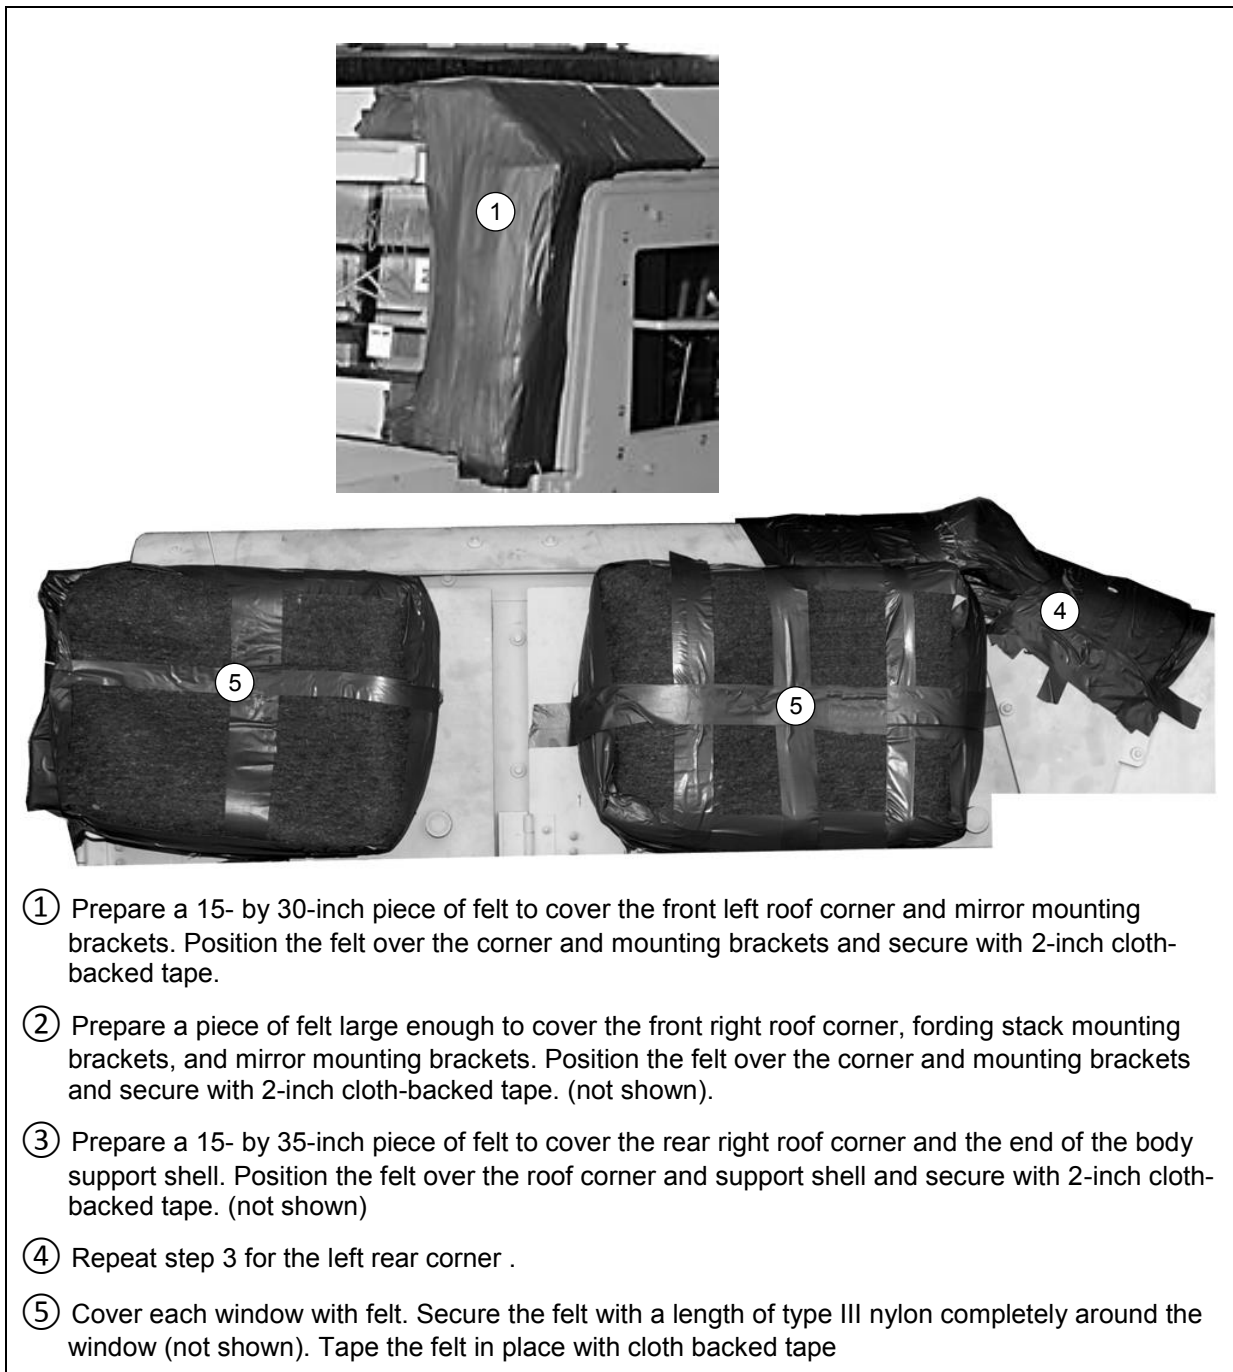 1
4
5
5
① Prepare a 15- by 30-inch piece of felt to cover the front left roof corner and mirror mounting
brackets. Position the felt over the corner and mounting brackets and secure with 2-inch cloth-
backed tape.
② Prepare a piece of felt large enough to cover the front right roof corner, fording stack mounting
brackets, and mirror mounting brackets. Position the felt over the corner and mounting brackets
and secure with 2-inch cloth-backed tape. (not shown).
③ Prepare a 15- by 35-inch piece of felt to cover the rear right roof corner and the end of the body
support shell. Position the felt over the roof corner and support shell and secure with 2-inch cloth-
backed tape. (not shown)
④ Repeat step 3 for the left rear corner .
⑤ Cover each window with felt. Secure the felt with a length of type III nylon completely around the
window (not shown). Tape the felt in place with cloth backed tape